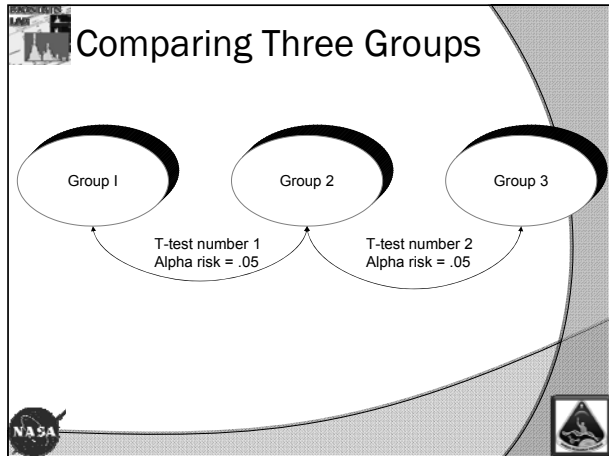 Comparing Three Groups
Group I
Group 2
Group 3
T-test number 1
Alpha risk = .05
T-test number 2
Alpha risk = .05
NASA